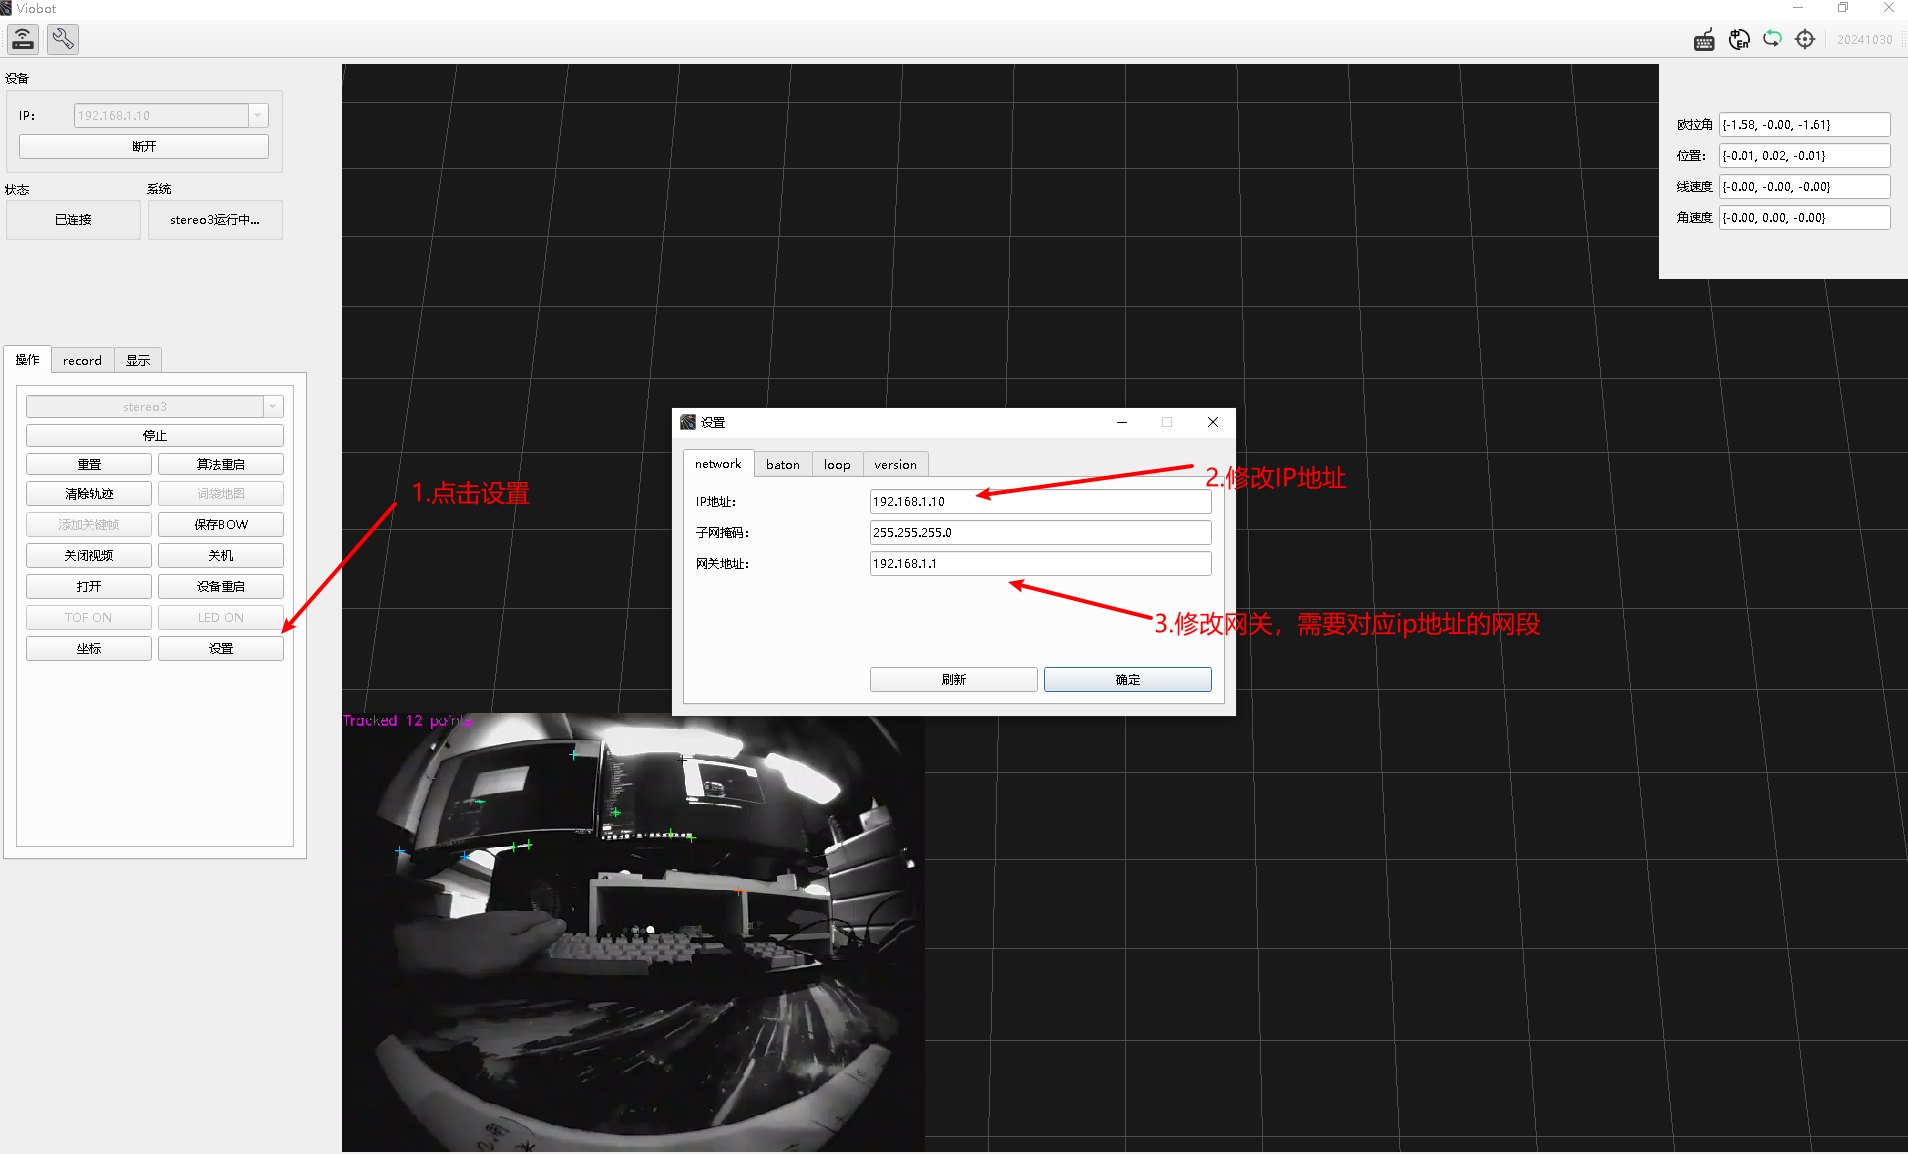 Viobot
20241030
设备
IP:
192.168.1.10
断开
状态
系统
已连接
stereo3运行中...
欧拉角
{-1.58, -0.00, -1.61}
位置:
{-0.01, 0.02, -0.01}
线速度
{-0.00, -0.00, -0.00}
角速度
{-0.00, 0.00, -0.00}
操作
record
显示
stereo3
停止
重置
算法重启
清除轨迹
词袋地图
添加关键帧
保存BOW
关闭视频
关机
打开
设备重启
TOF ON
LED ON
坐标
设置
1.点击设置
设置
network
baton
loop
version
IP地址:
192.168.1.10
2.修改IP地址
子网掩码:
255.255.255.0
网关地址:
192.168.1.1
3.修改网关，需要对应ip地址的网段
刷新
确定
Tracked 12 points